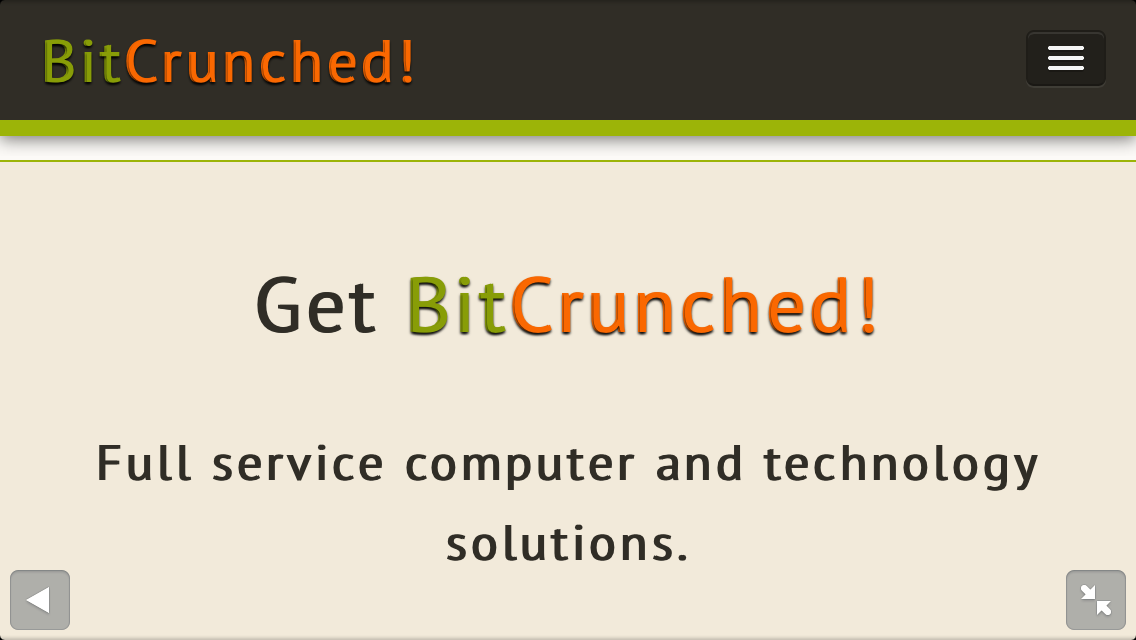 BitCrunched!
Get BitCrunched!
Full service computer and technology
solutions.